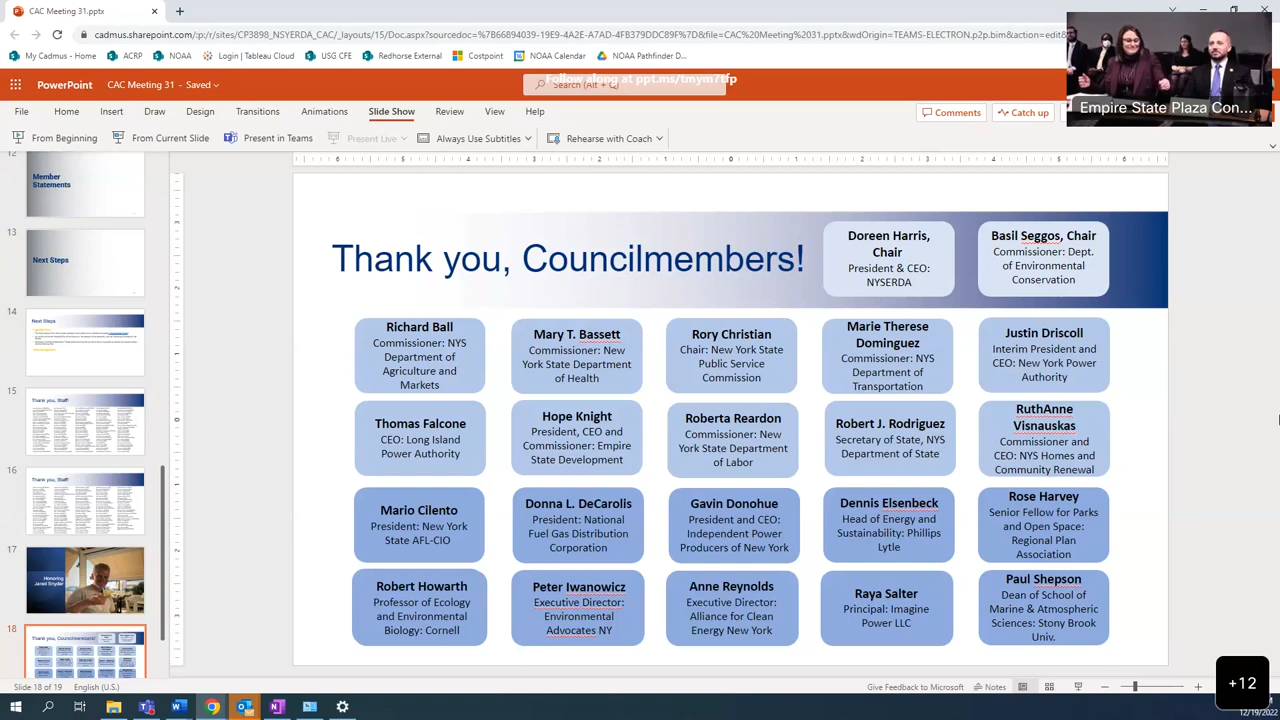 CAC Meeting 31.pptx
cadmus.sharepoint.com/p/r/sites/CP3898_NSYERDA_CAC/_layouts15/Doc.aspx?sourcedoc=%7B66894039-19E9-4A2E-A7AD-4FB379DDC89F%7D&file=CAC%20Meeting%2031.pptx&wdOrigin=TEAMS-ELECTRON.p2p.bim&action=edit
My Cadmus - Home
ACRP
NOAA
Login | Tableau Cloud
USG CFE
Redhorse External
Costpoint
NOAA Calendar
NOAA Pathfinder D...
PowerPoint
CAC Meeting 31 - Saved
Follow along at ppt.ms/tmym7tfp
Search (Alt + Q)
Empire State Plaza Con...
File
Home
Insert
Draw
Design
Transitions
Animations
Slide Show
Review
View
Help
Comments
Catch up
From Beginning
From Current Slide
Present in Teams
Present Live
Always Use Subtitles
Rehearse with Coach
12
Member
Statements
13
Next Steps
14
Next Steps
15
Thank you, Staff!
16
Thank you, Staff!
17
Honoring
Jared Snyder
18
Thank you, Councilmembers!
Thank you, Councilmembers!
Doreen Harris,
Chair
President & CEO:
NYSERDA
Basil Seggos, Chair
Commissioner: Dept.
of Environmental
Conservation
Richard Ball
Commissioner: NYS
Department of
Agriculture and
Markets
Mary T. Bassett
Commissioner: New
York State Department
of Health
Rory Christian
Chair: New York State
Public Service
Commission
Marie Therese
Dominguez
Commissioner: NYS
Department of
Transportation
Justin Driscoll
Interim President and
CEO: New York Power
Authority
Thomas Falcone
CEO: Long Island
Power Authority
Hope Knight
President, CEO and
Commissioner: Empire
State Development
Roberta Reardon
Commissioner: New
York State Department
of Labor
Robert J. Rodriguez
Secretary of State, NYS
Department of State
RuthAnne
Visnauskas
Commissioner and
CEO: NYS Homes and
Community Renewal
Mario Cilento
President: New York
State AFL-CIO
Donna L. DeCarolis
President: National
Fuel Gas Distribution
Corporation
Gavin Donohue
President and CEO:
Independent Power
Producers of New York
Dennis Eisenbeck
Head of Energy and
Sustainability: Phillips
Lytle
Rose Harvey
Senior Fellow for Parks
and Open Space:
Regional Plan
Association
Robert Howarth
Professor of Ecology
and Environmental
Biology: Cornell
Peter Iwanowicz
Executive Director:
Environmental
Advocates NY
Anne Reynolds
Executive Director:
Alliance for Clean
Energy New York
Raya Salter
Principal: Imagine
Power LLC
Paul Shepson
Dean of School of
Marine & Atmospheric
Sciences: Stony Brook
Univ.
Slide 18 of 19
English (U.S.)
Give Feedback to Microsoft
Notes
+12
12/19/2022